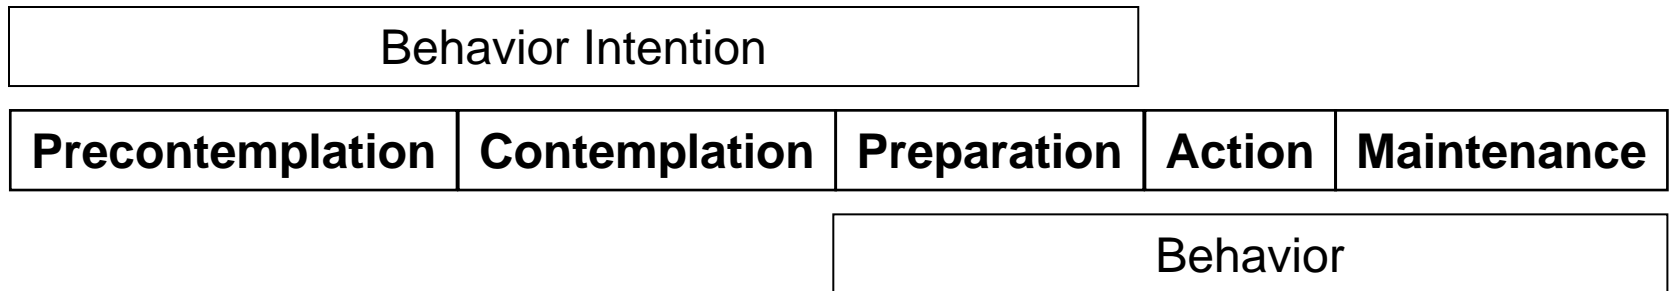 Behavior Intention
Precontemplation Contemplation Preparation Action Maintenance
Behavior